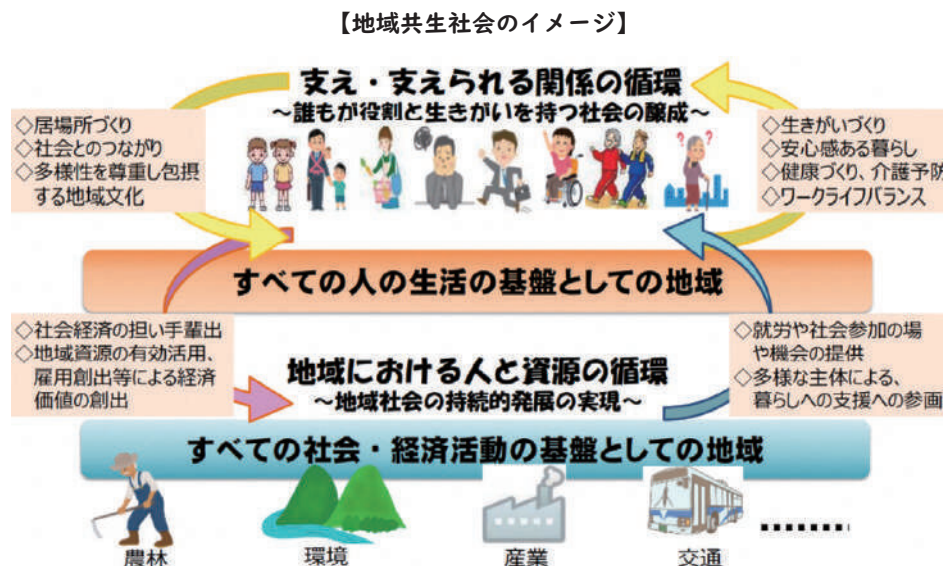 【地域共生社会のイメージ】
支え・支えられる関係の循環
～誰もが役割と生きがいを持つ社会の醸成～
◇居場所づくり
◇社会とのつながり
◇多様性を尊重し包摂
する地域文化
◇生きがいづくり
◇安心感ある暮らし
◇健康づくり、介護予防
◇ワークライフバランス
すべての人の生活の基盤としての地域
◇社会経済の担い手輩出
◇地域資源の有効活用、
雇用創出等による経済
価値の創出
◇就労や社会参加の場
や機会の提供
◇多様な主体による、
暮らしへの支援への参画
地域における人と資源の循環
～地域社会の持続的発展の実現～
すべての社会・経済活動の基盤としての地域
農林
環境
産業
交通